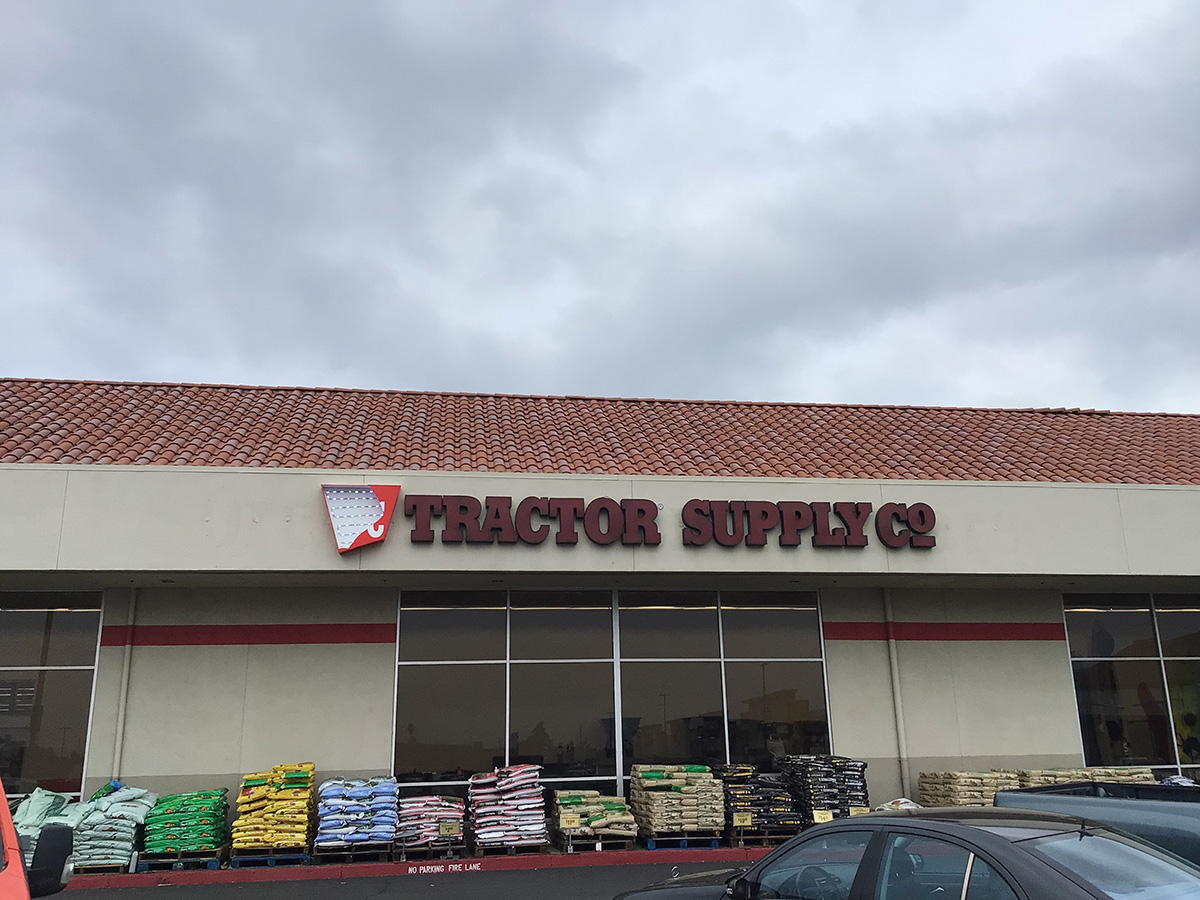 TRACTOR® SUPPLY CO
NO PARKING FIRE LANE